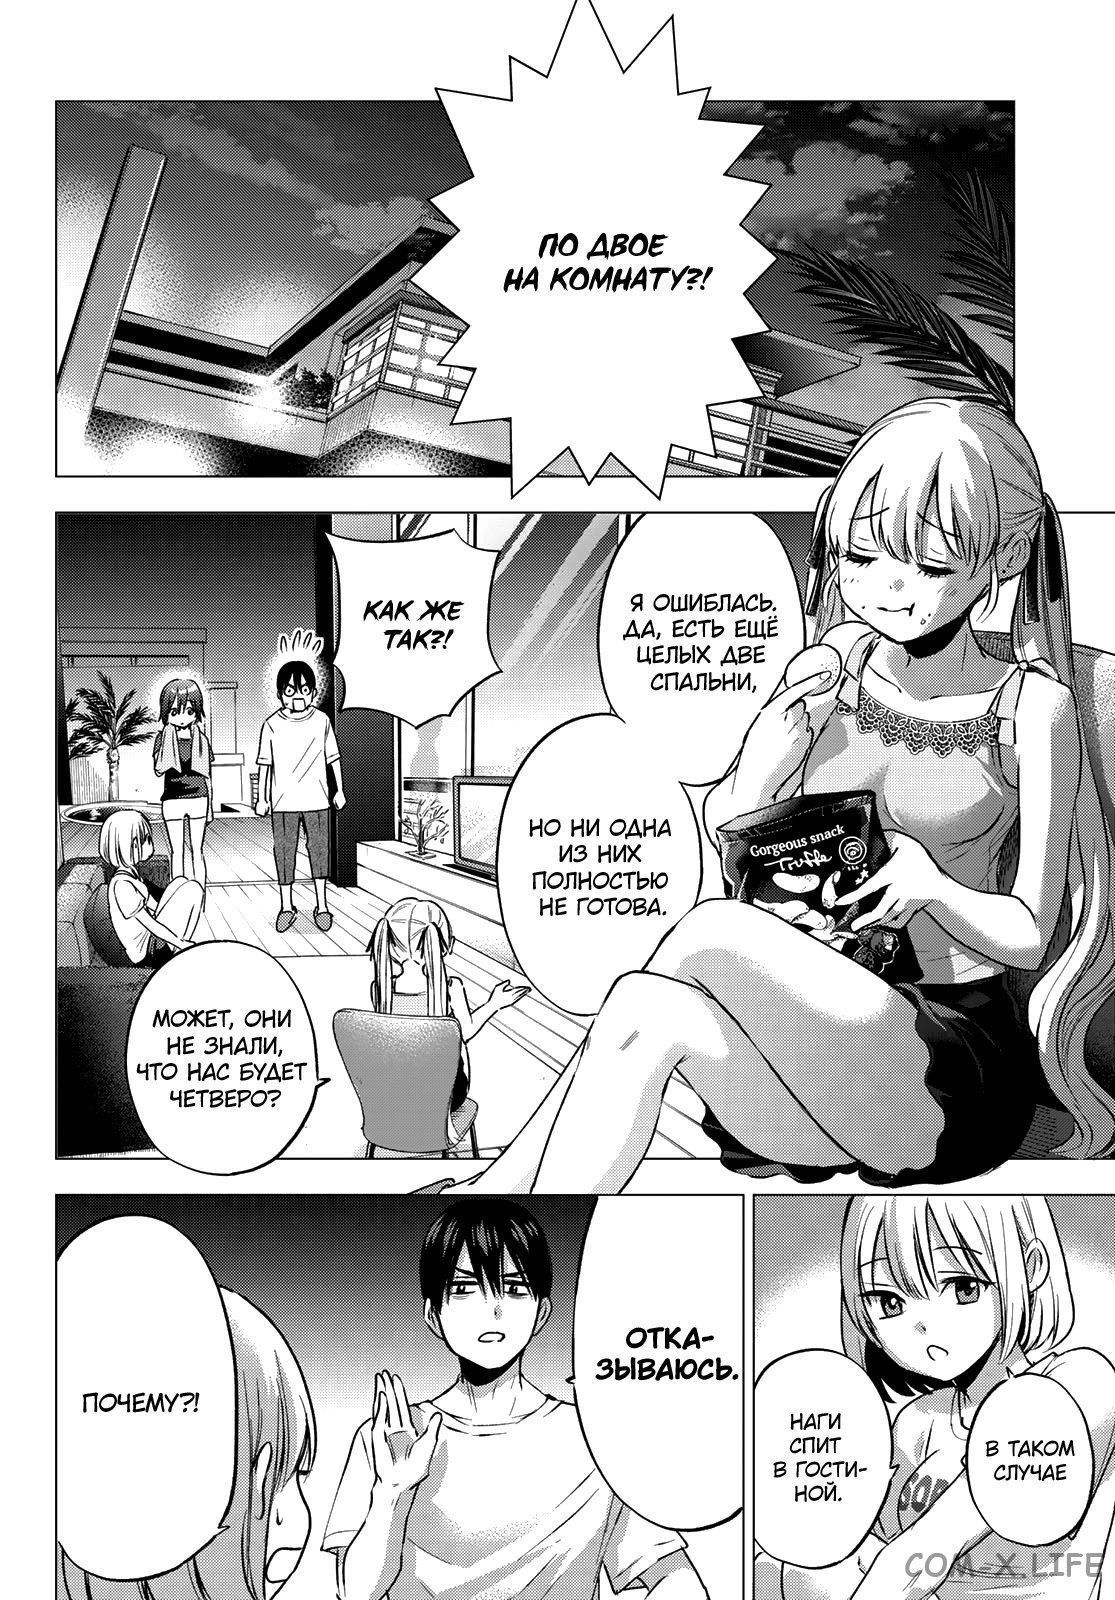 ПО ДВОЕ
НА КОМНАТУ?!
Я ОШИБЛАСЬ.
ДА, ЕСТЬ ЕЩЁ
ЦЕЛЫХ ДВЕ
СПАЛЬНИ,
КАК ЖЕ
ТАК?!
НО НИ ОДНА
ИЗ НИХ
ПОЛНОСТЬЮ
НЕ ГОТОВА.
Gorgeous snack
Truffe
МОЖЕТ, ОНИ
НЕ ЗНАЛИ,
ЧТО НАС БУДЕТ
ЧЕТВЕРО?
В ТАКОМ
СЛУЧАЕ
НАГИ
СПИТ
В ГОСТИ-
НОЙ.
ОТКА-
ЗЫВАЮСЬ.
ПОЧЕМУ?!
COM-X.LIFE